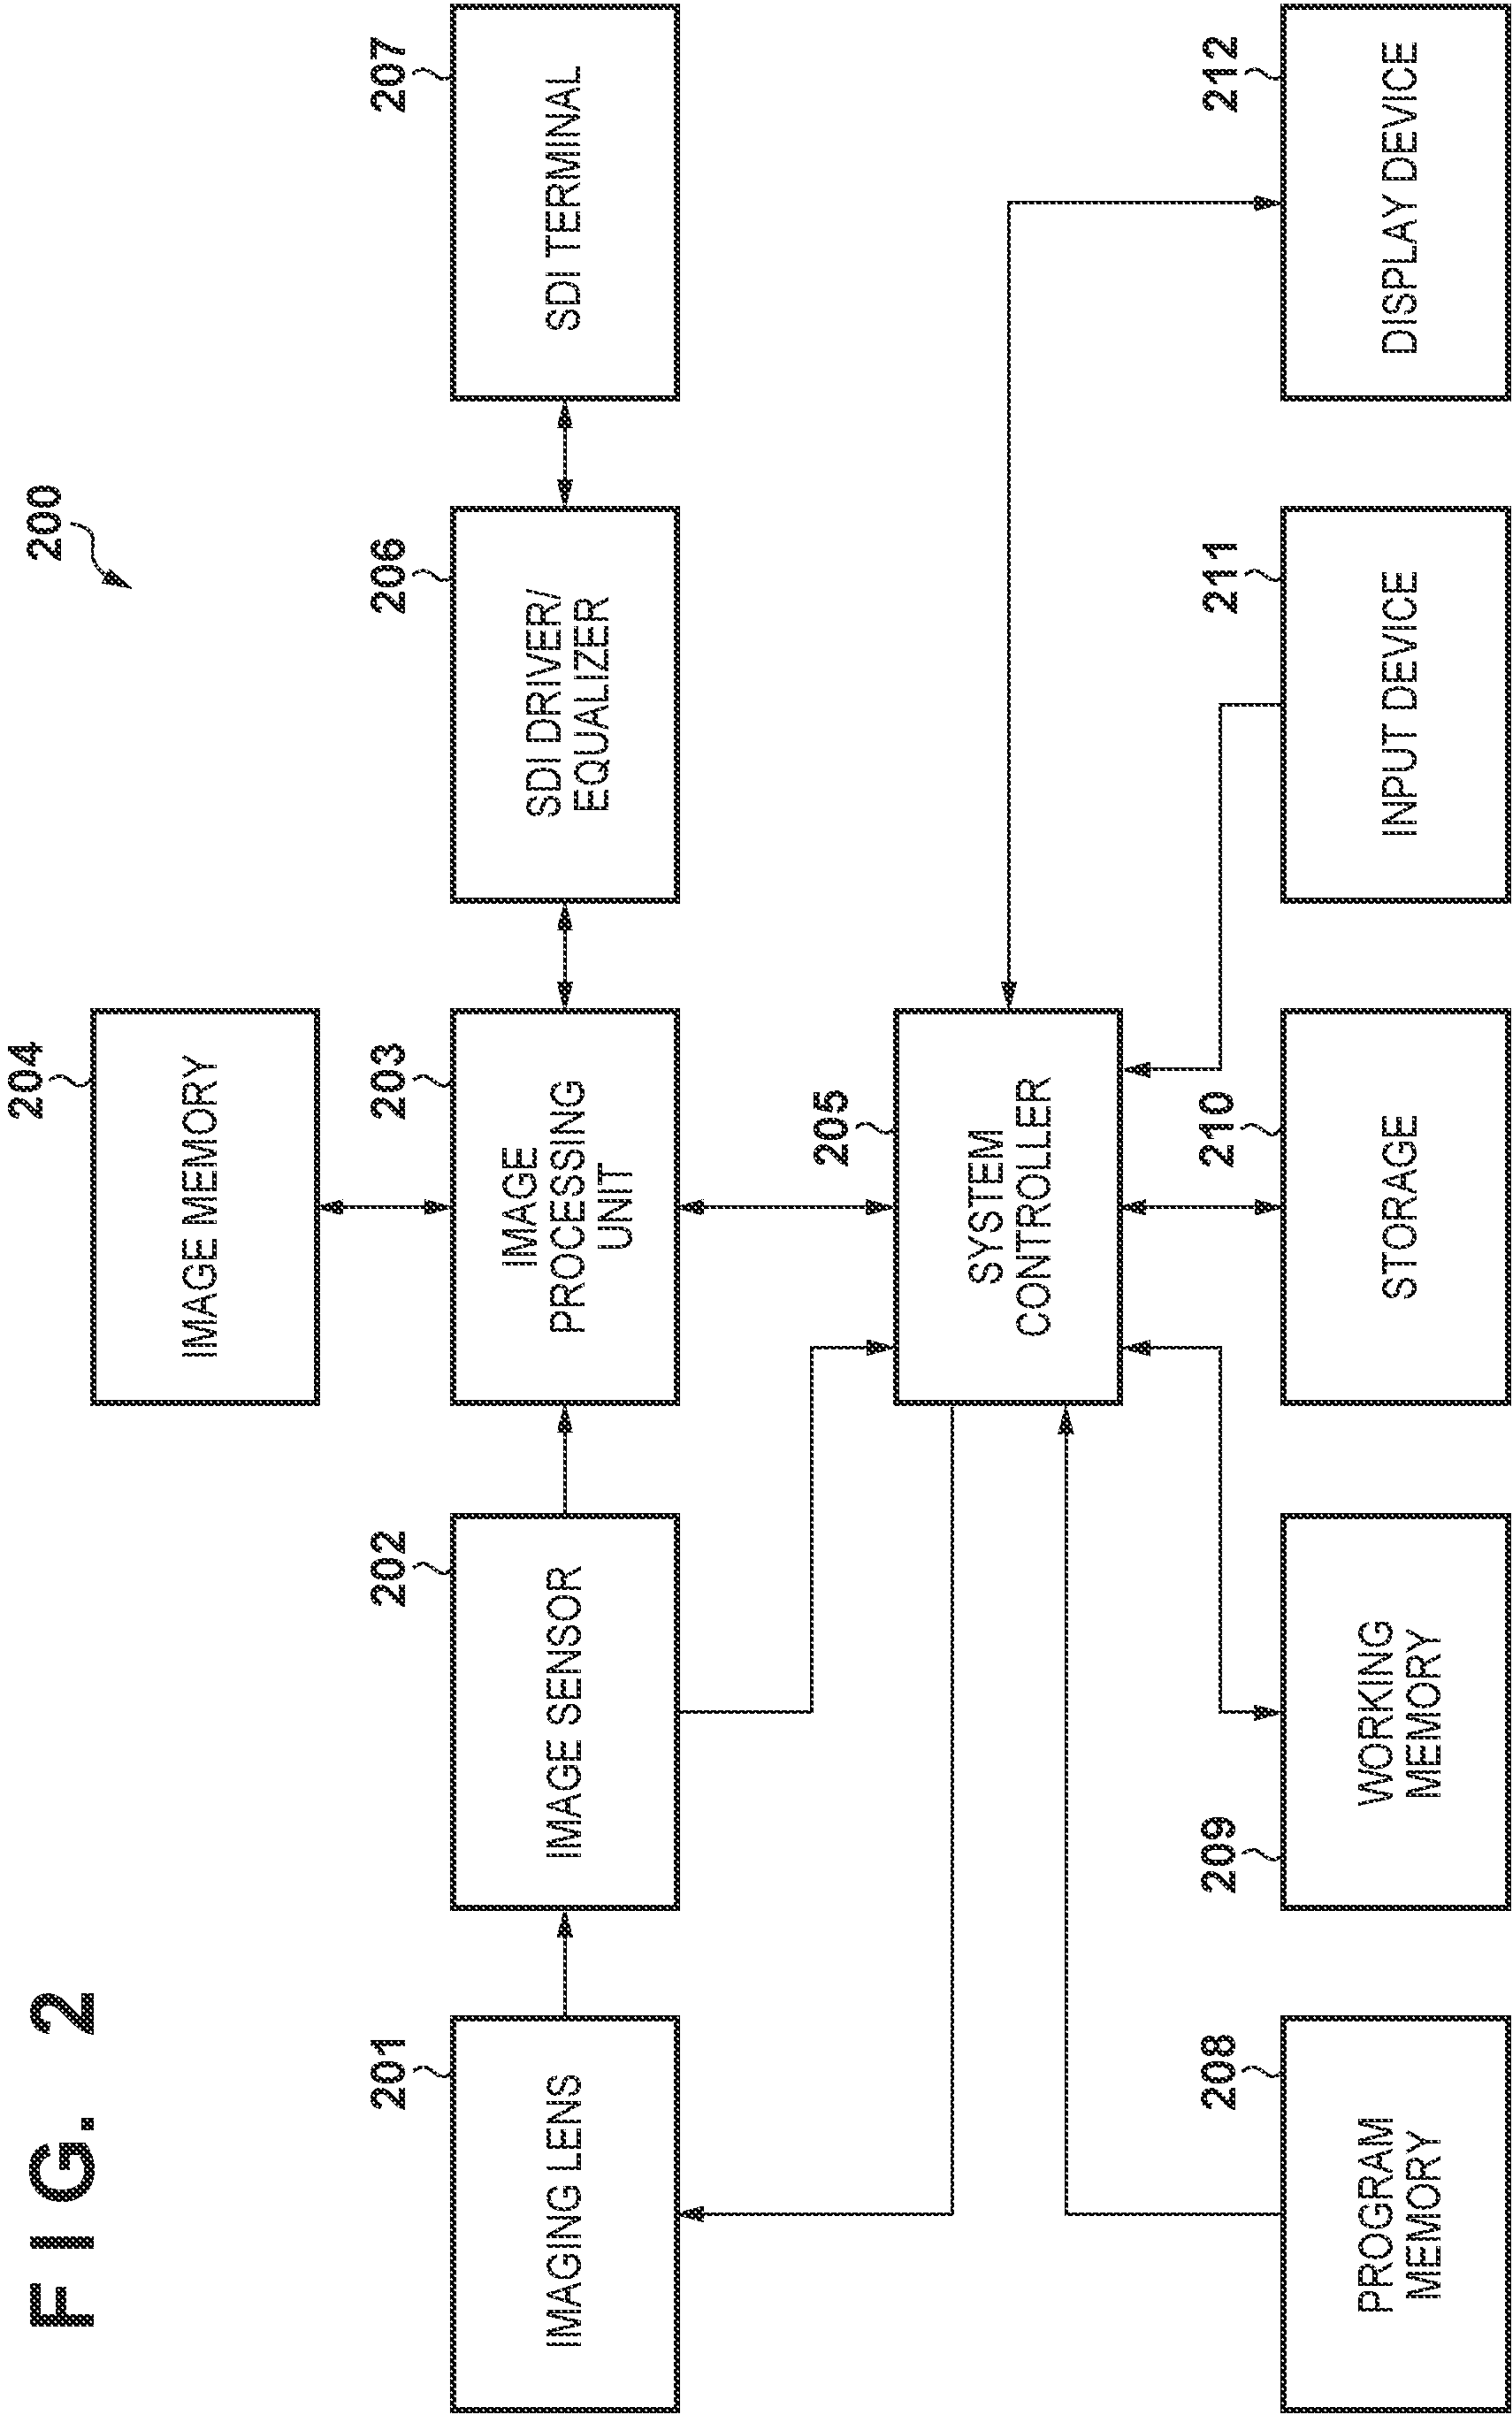 FIG. 2
200
204
IMAGE MEMORY
201
IMAGING LENS
202
IMAGE SENSOR
203
IMAGE
PROCESSING
UNIT
206
SDI DRIVER/
EQUALIZER
207
SDI TERMINAL
205
SYSTEM
CONTROLLER
208
PROGRAM
MEMORY
209
WORKING
MEMORY
210
STORAGE
211
INPUT DEVICE
212
DISPLAY DEVICE